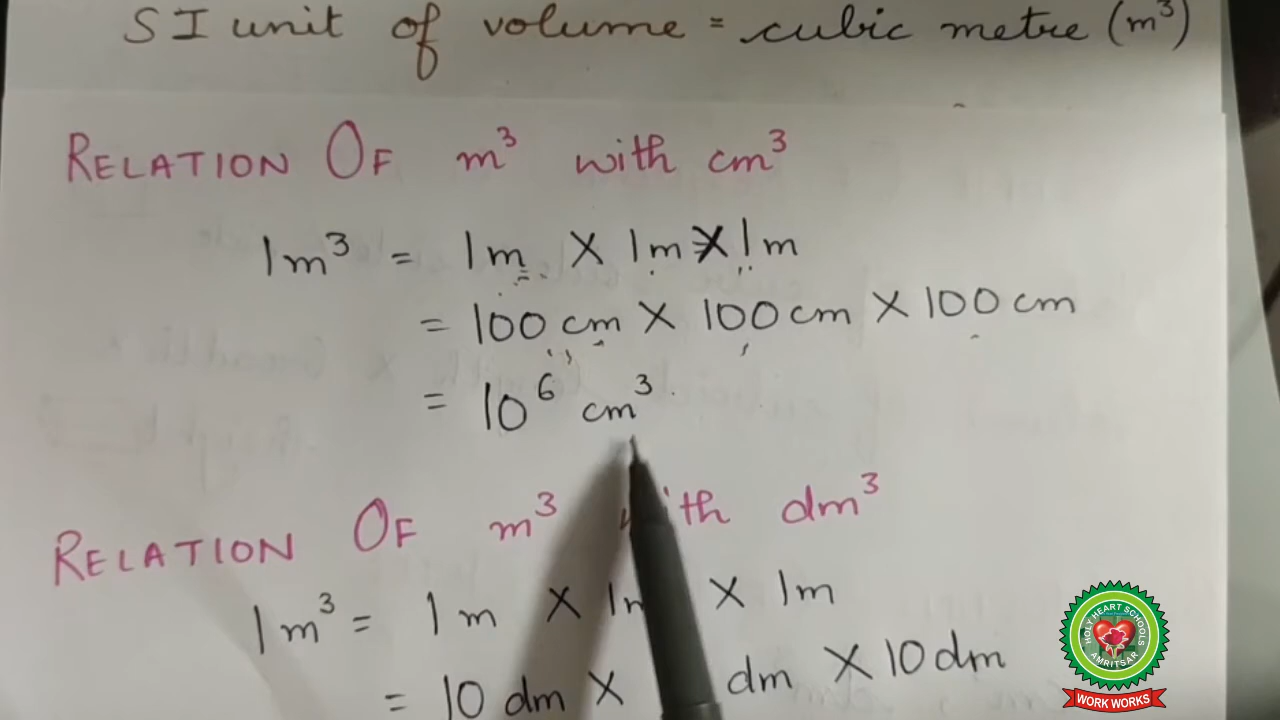 SI unit of volume = cubic metre (m³)
RELATION OF m³ with cm³
1m³ = 1m × 1m × 1m
= 100 cm × 100 cm × 100 cm
= 10⁶ cm³
RELATION OF m³ with dm³
1m³ = 1m × 1m × 1m
= 10 dm × dm × 10 dm
HOLY HEART SCHOOLS
AMRITSAR
WORK WORKS